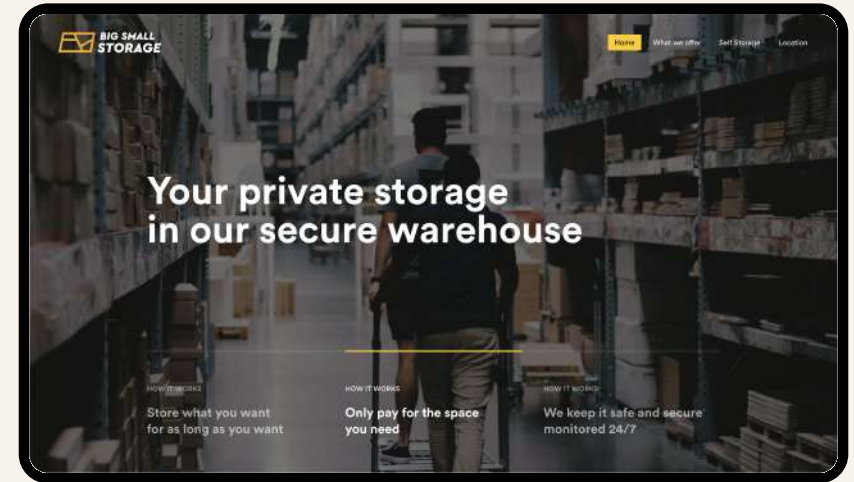 BIG SMALL
STORAGE
Home
What we offer
Self Storage
Location
Your private storage
in our secure warehouse
HOW IT WORKS
Store what you want
for as long as you want
HOW IT WORKS
Only pay for the space
you need
HOW IT WORKS
We keep it safe and secure
monitored 24/7